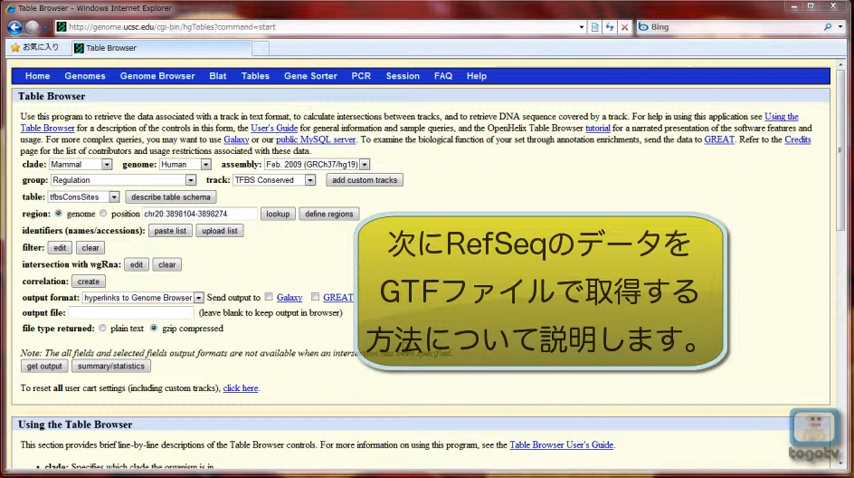 Table Browser - Windows Internet Explorer
http://genome.ucsc.edu/cgi-bin/hgTables?command=start
Bing
お気に入り Table Browser
Home Genomes Genome Browser Blat Tables Gene Sorter PCR Session FAQ Help
Table Browser
Use this program to retrieve the data associated with a track in text format, to calculate intersections between tracks, and to retrieve DNA sequence covered by a track. For help in using this application see Using the
Table Browser for a description of the controls in this form, the User's Guide for general information and sample queries, and the OpenHelix Table Browser tutorial for a narrated presentation of the software features and
usage. For more complex queries, you may want to use Galaxy or our public MySQL server. To examine the biological function of your set through annotation enrichments, send the data to GREAT. Refer to the Credits
page for the list of contributors and usage restrictions associated with these data.
clade: Mammal genome: Human assembly: Feb. 2009 (GRCh37/hg19)
group: Regulation track: TFBS Conserved add custom tracks
table: tfbsConsSites describe table schema
region: genome position chr20:3898104-3898274 lookup define regions
identifiers (names/accessions): paste list upload list
filter: edit clear
intersection with wgRna: edit clear
correlation: create
output format: hyperlinks to Genome Browser Send output to Galaxy GREAT
output file: (leave blank to keep output in browser)
file type returned: plain text gzip compressed
次にRefSeqのデータを
GTFファイルで取得する
方法について説明します。
Note: The all fields and selected fields output formats are not available when an intersection has been specified.
get output summary/statistics
To reset all user cart settings (including custom tracks), click here.
Using the Table Browser
This section provides brief line-by-line descriptions of the Table Browser controls. For more information on using this program, see the Table Browser User's Guide.
• clade: Specifies which clade the organism is in
togotv